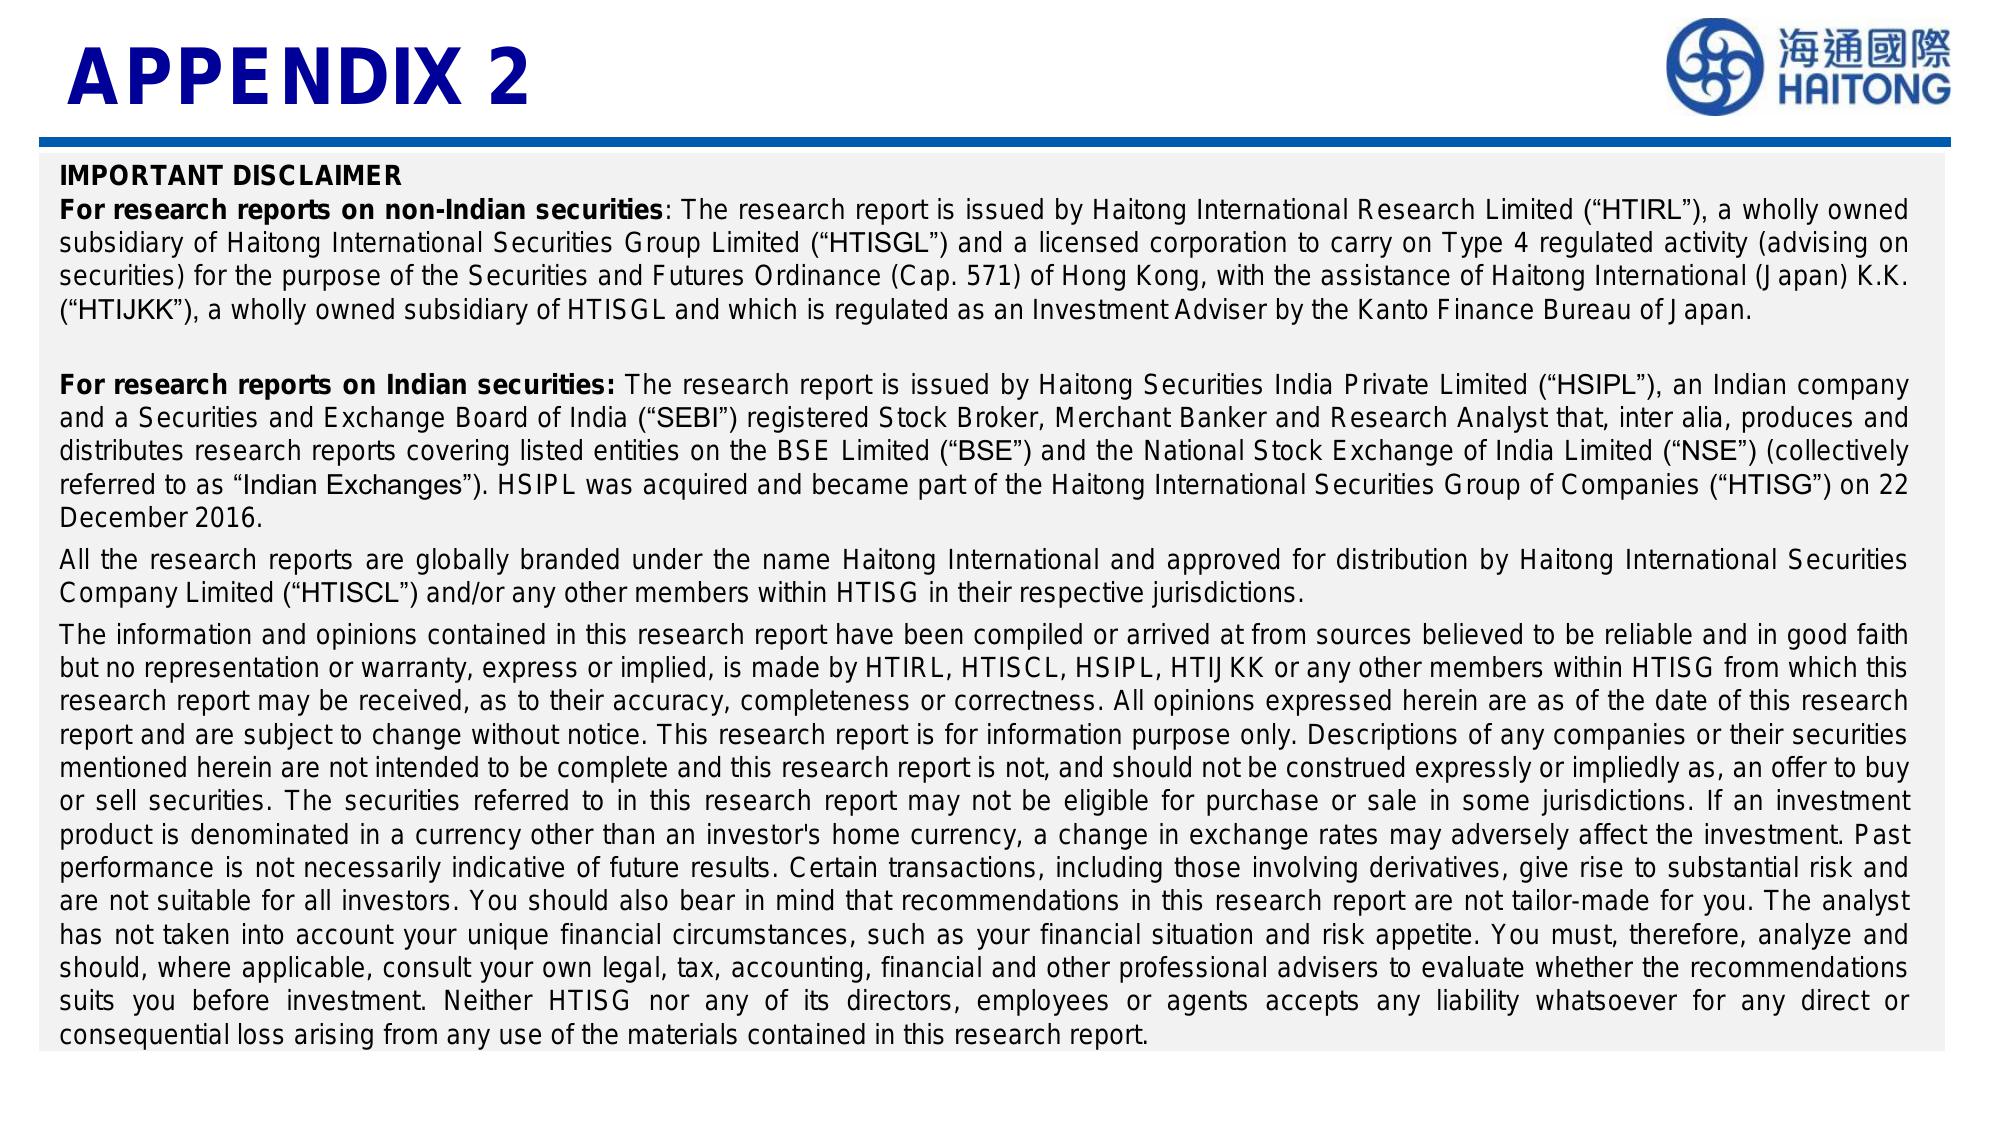 APPENDIX 2
海通國際
HAITONG
IMPORTANT DISCLAIMER
For research reports on non-Indian securities: The research report is issued by Haitong International Research Limited (“HTIRL”), a wholly owned
subsidiary of Haitong International Securities Group Limited (“HTISGL”) and a licensed corporation to carry on Type 4 regulated activity (advising on
securities) for the purpose of the Securities and Futures Ordinance (Cap. 571) of Hong Kong, with the assistance of Haitong International (Japan) K.K.
(“HTIJKK”), a wholly owned subsidiary of HTISGL and which is regulated as an Investment Adviser by the Kanto Finance Bureau of Japan.
For research reports on Indian securities: The research report is issued by Haitong Securities India Private Limited (“HSIPL”), an Indian company
and a Securities and Exchange Board of India (“SEBI”) registered Stock Broker, Merchant Banker and Research Analyst that, inter alia, produces and
distributes research reports covering listed entities on the BSE Limited (“BSE”) and the National Stock Exchange of India Limited (“NSE”) (collectively
referred to as “Indian Exchanges”). HSIPL was acquired and became part of the Haitong International Securities Group of Companies (“HTISG”) on 22
December 2016.
All the research reports are globally branded under the name Haitong International and approved for distribution by Haitong International Securities
Company Limited (“HTISCL”) and/or any other members within HTISG in their respective jurisdictions.
The information and opinions contained in this research report have been compiled or arrived at from sources believed to be reliable and in good faith
but no representation or warranty, express or implied, is made by HTIRL, HTISCL, HSIPL, HTIJKK or any other members within HTISG from which this
research report may be received, as to their accuracy, completeness or correctness. All opinions expressed herein are as of the date of this research
report and are subject to change without notice. This research report is for information purpose only. Descriptions of any companies or their securities
mentioned herein are not intended to be complete and this research report is not, and should not be construed expressly or impliedly as, an offer to buy
or sell securities. The securities referred to in this research report may not be eligible for purchase or sale in some jurisdictions. If an investment
product is denominated in a currency other than an investor's home currency, a change in exchange rates may adversely affect the investment. Past
performance is not necessarily indicative of future results. Certain transactions, including those involving derivatives, give rise to substantial risk and
are not suitable for all investors. You should also bear in mind that recommendations in this research report are not tailor-made for you. The analyst
has not taken into account your unique financial circumstances, such as your financial situation and risk appetite. You must, therefore, analyze and
should, where applicable, consult your own legal, tax, accounting, financial and other professional advisers to evaluate whether the recommendations
suits you before investment. Neither HTISG nor any of its directors, employees or agents accepts any liability whatsoever for any direct or
consequential loss arising from any use of the materials contained in this research report.